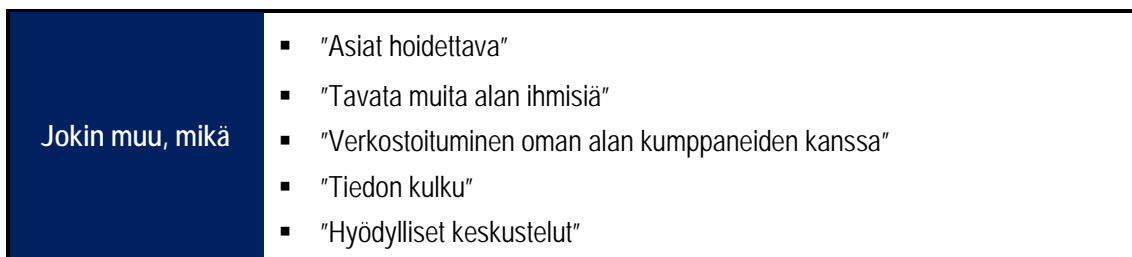 Jokin muu, mikä
▪ "Asiat hoidettava"
▪ "Tavata muita alan ihmisiä"
▪ "Verkostoituminen oman alan kumppaneiden kanssa"
▪ "Tiedon kulku"
▪ "Hyödylliset keskustelut"